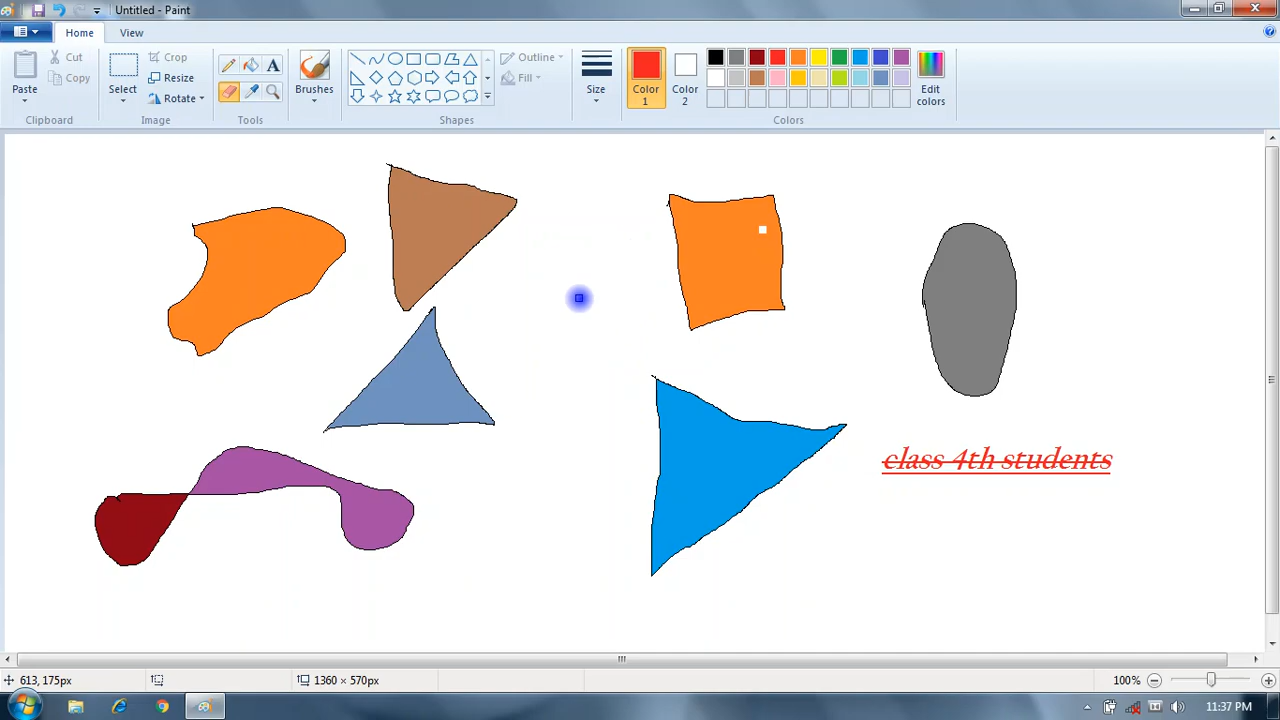 Untitled - Paint
Home
View
Paste
Cut
Copy
Clipboard
Select
Crop
Resize
Rotate
Image
Tools
Brushes
Shapes
Outline
Fill
Size
Color 1
Color 2
Edit colors
Colors
class 4th students
613, 175px
1360 × 570px
100%
11:37 PM